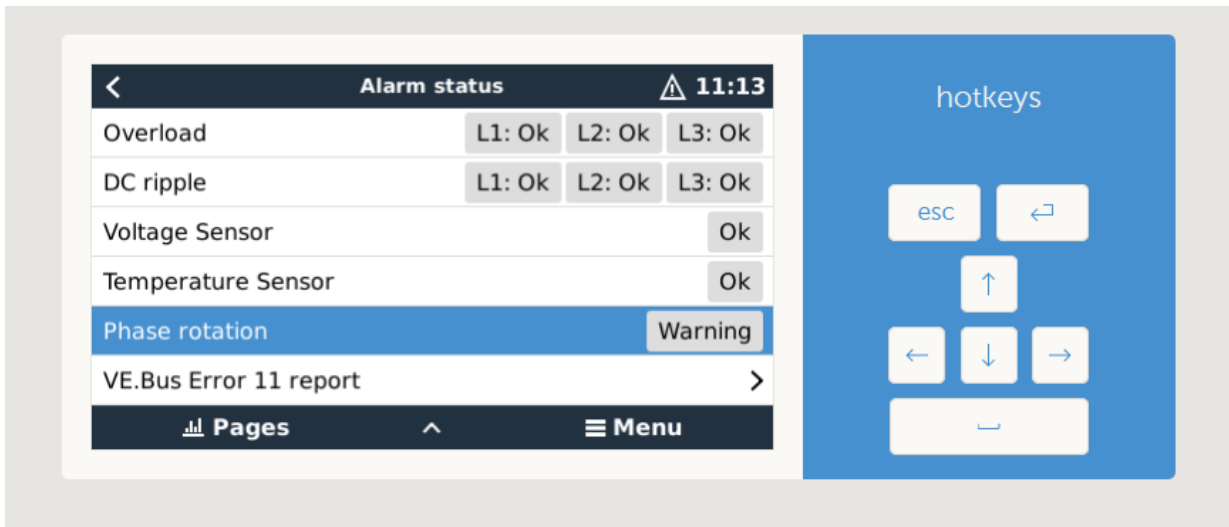 Alarm status 11:13
Overload L1: Ok L2: Ok L3: Ok
DC ripple L1: Ok L2: Ok L3: Ok
Voltage Sensor Ok
Temperature Sensor Ok
Phase rotation Warning
VE.Bus Error 11 report
Pages Menu
hotkeys
esc